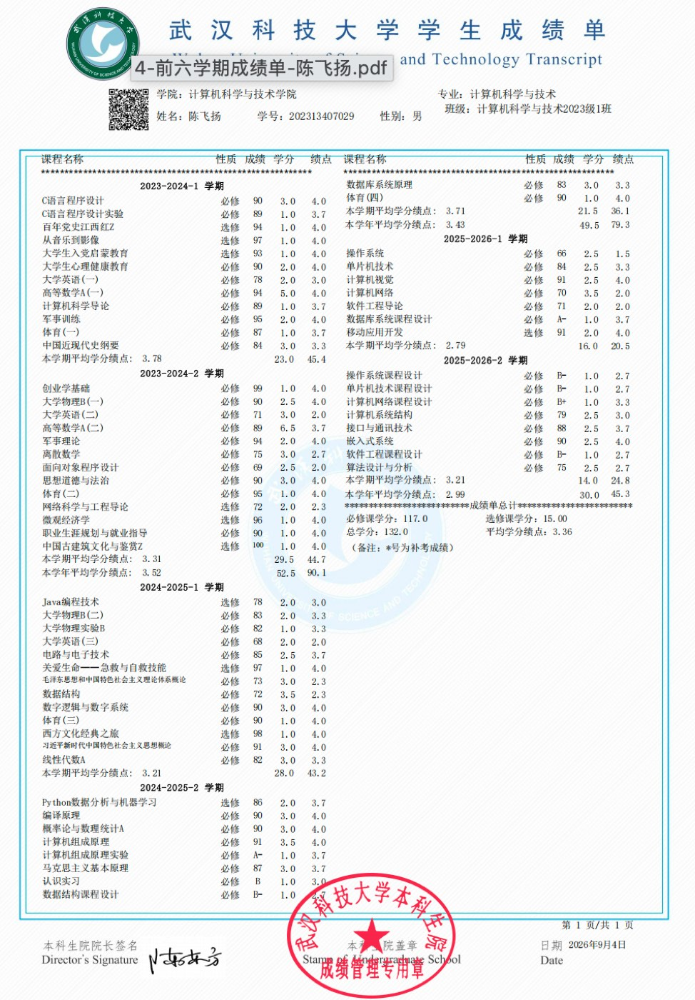 武汉科技大学学生成绩单
and Technology Transcript
4-前六学期成绩单-陈飞扬.pdf
学院：计算机科学与技术学院
专业：计算机科学与技术
姓名：陈飞扬 学号：202313407029 性别：男
班级：计算机科学与技术2023级1班
课程名称 性质 成绩 学分 绩点
**********************************************************
2023-2024-1 学期
C语言程序设计 必修 90 3.0 4.0
C语言程序设计实验 必修 89 1.0 3.7
百年党史江西红Z 选修 94 1.0 4.0
从音乐到影像 选修 97 1.0 4.0
大学生入党启蒙教育 选修 93 1.0 4.0
大学生心理健康教育 必修 90 2.0 4.0
大学英语(一) 必修 78 2.0 3.0
高等数学A(一) 必修 94 5.0 4.0
计算机科学导论 必修 89 1.0 3.7
军事训练 必修 95 2.0 4.0
体育(一) 必修 87 1.0 3.7
中国近现代史纲要 必修 84 3.0 3.3
本学期平均学分绩点： 3.78 23.0 45.4
2023-2024-2 学期
创业学基础 必修 99 1.0 4.0
大学物理B(一) 必修 90 2.5 4.0
大学英语(二) 必修 71 3.0 2.0
高等数学A(二) 必修 89 6.5 3.7
军事理论 必修 94 2.0 4.0
离散数学 必修 75 3.0 2.7
面向对象程序设计 必修 69 2.5 2.0
思想道德与法治 必修 90 3.0 4.0
体育(二) 必修 95 1.0 4.0
网络科学与工程导论 选修 72 2.0 2.3
微观经济学 选修 96 1.0 4.0
职业生涯规划与就业指导 必修 90 1.0 4.0
中国古建筑文化与鉴赏Z 选修 100 1.0 4.0
本学期平均学分绩点： 3.31 29.5 44.7
本学年平均学分绩点： 3.52 52.5 90.1
2024-2025-1 学期
Java编程技术 选修 78 2.0 3.0
大学物理B(二) 必修 83 2.0 3.3
大学物理实验B 必修 82 1.0 3.3
大学英语(三) 必修 68 2.0 2.0
电路与电子技术 必修 85 2.5 3.7
关爱生命——急救与自救技能 选修 97 1.0 4.0
毛泽东思想和中国特色社会主义理论体系概论 必修 73 3.0 2.3
数据结构 必修 72 3.5 2.3
数字逻辑与数字系统 必修 90 3.0 4.0
体育(三) 必修 90 1.0 4.0
西方文化经典之旅 选修 98 1.0 4.0
习近平新时代中国特色社会主义思想概论 必修 91 3.0 4.0
线性代数A 必修 82 3.0 3.3
本学期平均学分绩点： 3.21 28.0 43.2
2024-2025-2 学期
Python数据分析与机器学习 选修 86 2.0 3.7
编译原理 必修 90 3.0 4.0
概率论与数理统计A 必修 90 3.0 4.0
计算机组成原理 必修 91 3.5 4.0
计算机组成原理实验 必修 A- 1.0 3.7
马克思主义基本原理 必修 87 3.0 3.7
认识实习 必修 B 1.0 3.0
数据结构课程设计 必修 B- 1.0 2.7
课程名称 性质 成绩 学分 绩点
**********************************************************
数据库系统原理 必修 83 3.0 3.3
体育(四) 必修 90 1.0 4.0
本学期平均学分绩点： 3.71 21.5 36.1
本学年平均学分绩点： 3.43 49.5 79.3
2025-2026-1 学期
操作系统 必修 66 2.5 1.5
单片机技术 必修 84 2.5 3.3
计算机视觉 必修 91 2.5 4.0
计算机网络 必修 70 3.5 2.0
软件工程导论 必修 71 2.0 2.0
数据库系统课程设计 必修 A- 1.0 3.7
移动应用开发 选修 91 2.0 4.0
本学期平均学分绩点： 2.79 16.0 20.5
2025-2026-2 学期
操作系统课程设计 必修 B- 1.0 2.7
单片机技术课程设计 必修 B- 1.0 2.7
计算机网络课程设计 必修 B+ 1.0 3.3
计算机系统结构 必修 79 2.5 3.0
接口与通讯技术 必修 88 2.5 3.7
嵌入式系统 必修 90 2.5 4.0
软件工程课程设计 必修 B- 1.0 2.7
算法设计与分析 必修 75 2.5 2.7
本学期平均学分绩点： 3.21 14.0 24.8
本学年平均学分绩点： 2.99 30.0 45.3
**************************成绩单总计************************
必修课学分：117.0 选修课学分：15.00
总学分：132.0 平均学分绩点：3.36
（备注：*号为补考成绩）
第 1 页/共 1 页
本科生院院长签名
Director's Signature
本科生院盖章
Stamp of Undergraduate School
武汉科技大学本科生院
成绩管理专用章
日期 2026年9月4日
Date